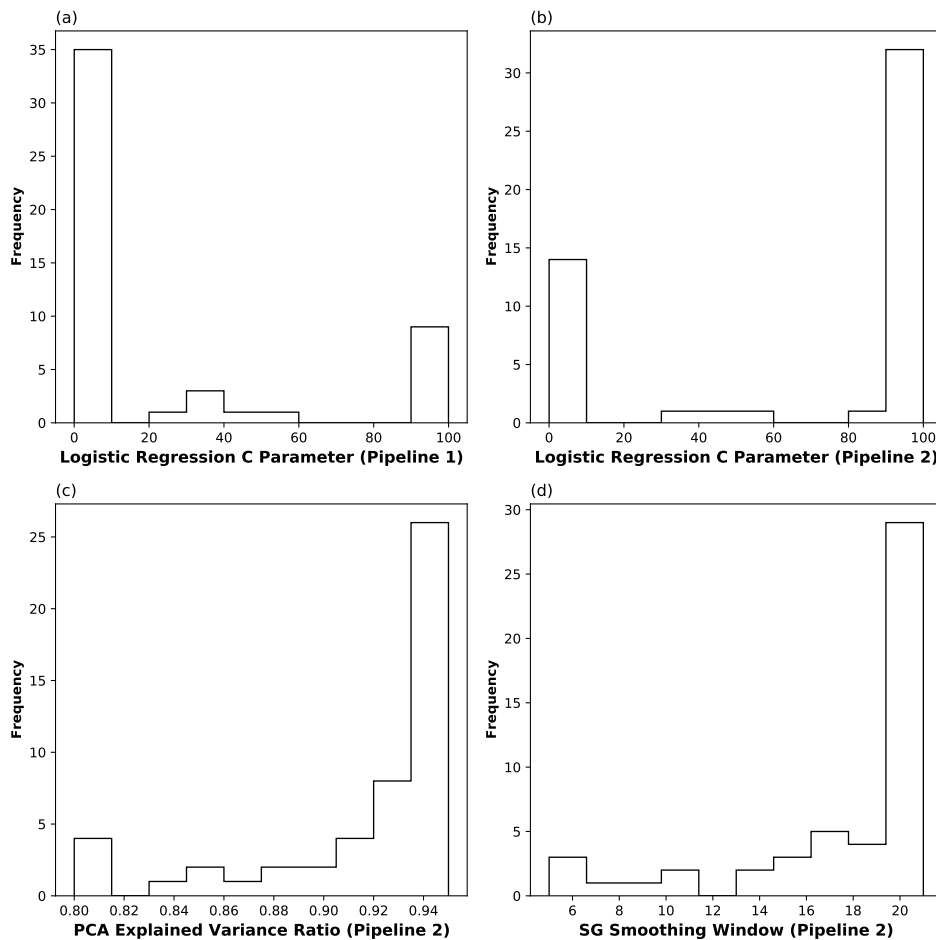 (a)
35
30
25
20
15
10
5
0
Frequency
0 20 40 60 80 100
Logistic Regression C Parameter (Pipeline 1)
(b)
30
25
20
15
10
5
0
Frequency
0 20 40 60 80 100
Logistic Regression C Parameter (Pipeline 2)
(c)
25
20
15
10
5
0
Frequency
0.80 0.82 0.84 0.86 0.88 0.90 0.92 0.94
PCA Explained Variance Ratio (Pipeline 2)
(d)
30
25
20
15
10
5
0
Frequency
6 8 10 12 14 16 18 20
SG Smoothing Window (Pipeline 2)